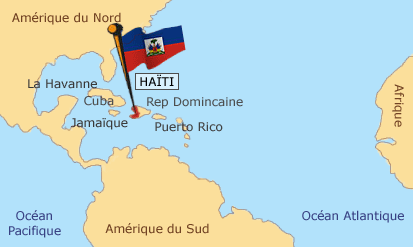 Amérique du Nord
HAÏTI
La Havanne
Cuba
Rep Domincaine
Jamaïque
Puerto Rico
Afrique
Océan
Pacifique
Amérique du Sud
Océan Atlantique